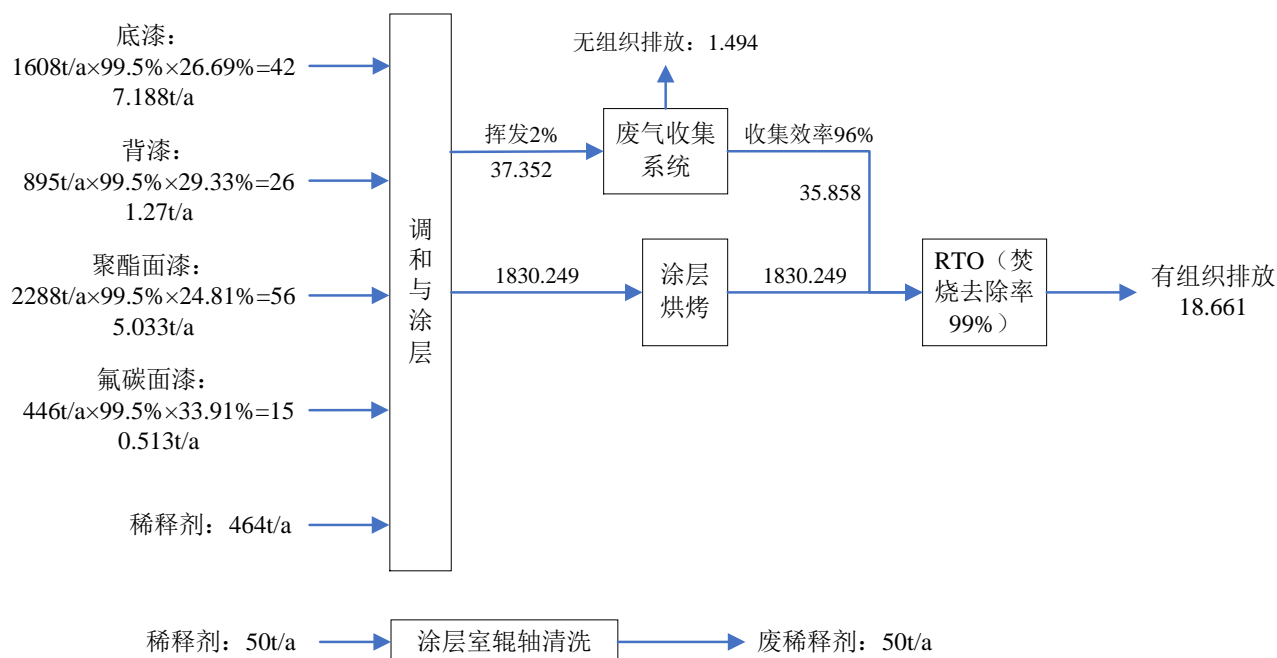 底漆：
1608t/a×99.5%×26.69%=42
7.188t/a
背漆：
895t/a×99.5%×29.33%=26
1.27t/a
聚酯面漆：
2288t/a×99.5%×24.81%=56
5.033t/a
氟碳面漆：
446t/a×99.5%×33.91%=15
0.513t/a
稀释剂：464t/a
调
和
与
涂
层
无组织排放：1.494
挥发2%
37.352
废气收集
系统
收集效率96%
35.858
1830.249
涂层
烘烤
1830.249
RTO（焚
烧去除率
99%）
有组织排放
18.661
稀释剂：50t/a
涂层室辊轴清洗
废稀释剂：50t/a